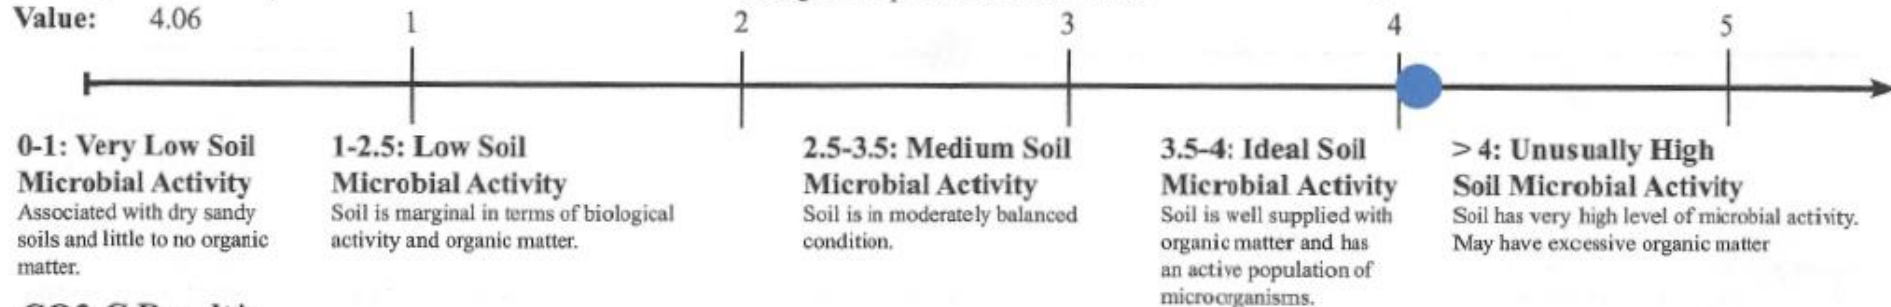 Value: 4.06
1 2 3 4 5
0-1: Very Low Soil
Microbial Activity
Associated with dry sandy
soils and little to no organic
matter.
1-2.5: Low Soil
Microbial Activity
Soil is marginal in terms of biological
activity and organic matter.
2.5-3.5: Medium Soil
Microbial Activity
Soil is in moderately balanced
condition.
3.5-4: Ideal Soil
Microbial Activity
Soil is well supplied with
organic matter and has
an active population of
microorganisms.
> 4: Unusually High
Soil Microbial Activity
Soil has very high level of microbial activity.
May have excessive organic matter